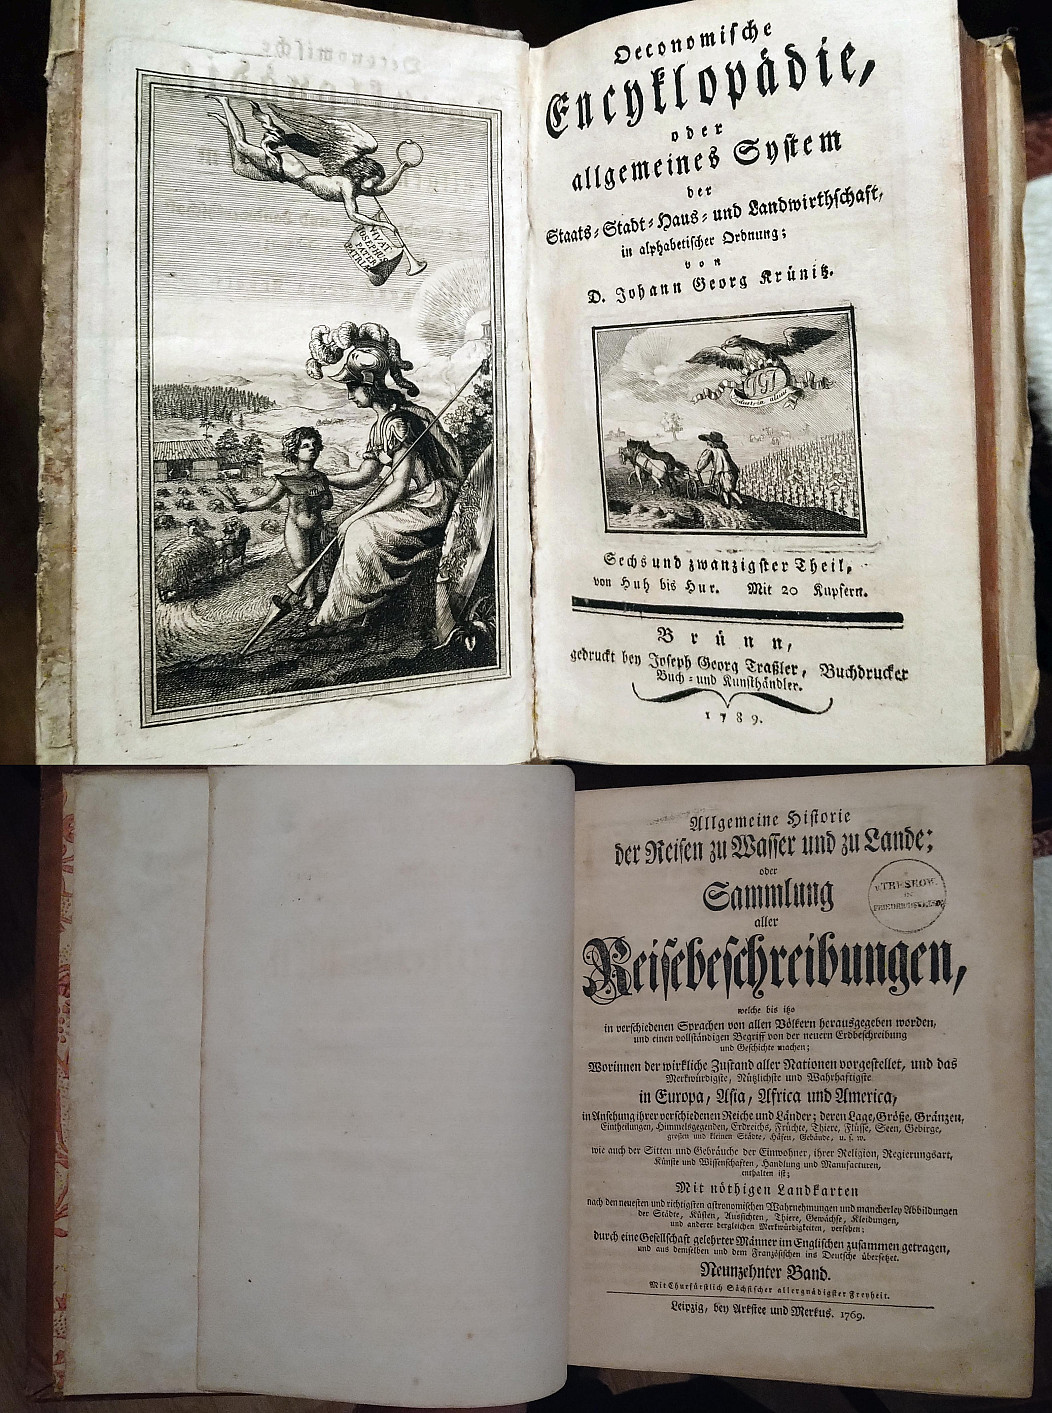 VIVAT
IOSEPHUS
PATER
PATRIÆ
Oeconomische
Encyklopädie,
oder
allgemeines System
der
Staats- Stadt- Haus- und Landwirthschaft,
in alphabetischer Ordnung;
von
D. Johann Georg Krünitz.
Sechs und zwanzigster Theil,
von Huh bis Hur. Mit 20 Kupfern.
Brünn,
gedruckt bey Joseph Georg Traßler, Buchdrucker
Buch- und Kunsthändler.
1789.
Allgemeine Historie
der Reisen zu Wasser und zu Lande;
oder
Sammlung
aller
Reisebeschreibungen,
welche bis itzo
in verschiedenen Sprachen von allen Völkern herausgegeben worden,
und einen vollständigen Begriff von der neuern Erdbeschreibung
und Geschichte machen;
Worinnen der wirkliche Zustand aller Nationen vorgestellet, und das
Merkwürdigste, Nützlichste und Wahrhaftigste
in Europa, Asia, Africa und America,
in Ansehung ihrer verschiedenen Reiche und Länder; deren Lage, Größe, Gränzen,
Eintheilungen, Himmelsgegenden, Erdreichs, Früchte, Thiere, Flüsse, Seen, Gebirge,
großen und kleinen Städte, Häfen, Gebäude, u. s. w.
wie auch der Sitten und Gebräuche der Einwohner, ihrer Religion, Regierungsart,
Künste und Wissenschaften, Handlung und Manufacturen,
enthalten ist;
Mit nöthigen Landkarten
nach den neuesten und richtigsten astronomischen Wahrnehmungen und mancherley Abbildungen
der Städte, Küsten, Aussichten, Thiere, Gewächse, Kleidungen,
und anderer dergleichen Merkwürdigkeiten, versehen;
durch eine Gesellschaft gelehrter Männer im Englischen zusammen getragen,
und aus demselben und dem Französischen ins Deutsche übersetzet.
Neunzehnter Band.
Mit Churfürstlich Sächsischer allergnädigster Freyheit.
Leipzig, bey Arkstee und Merkus. 1769.
v TRESKOW.